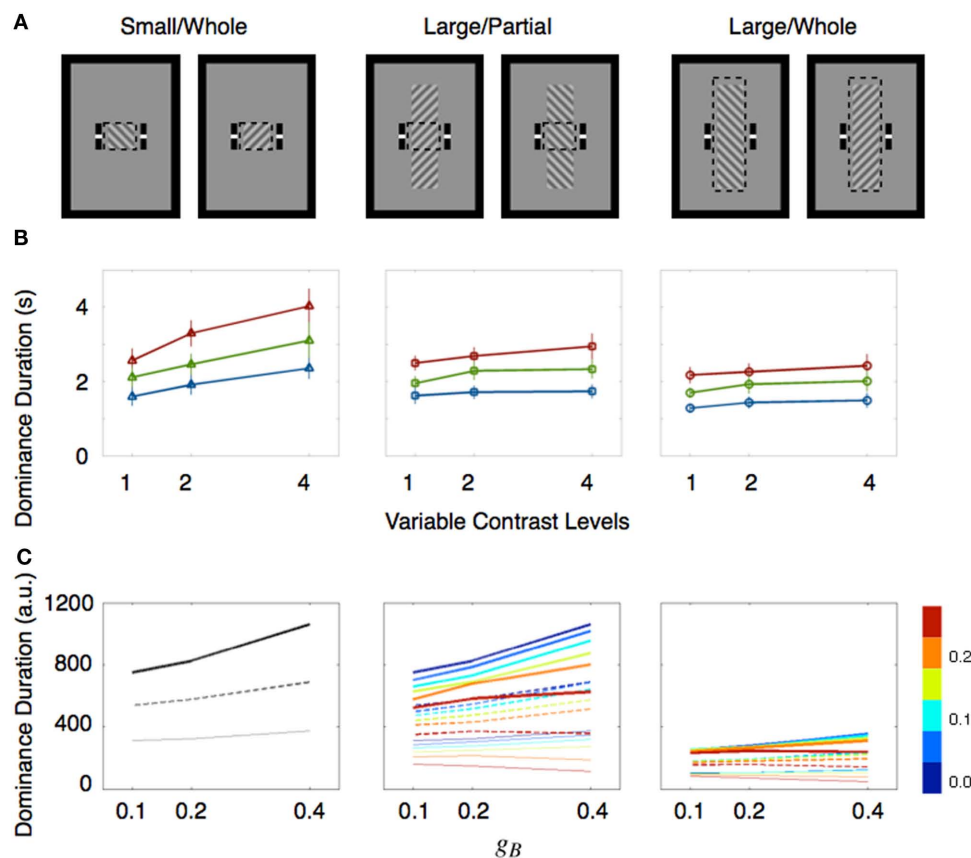 A
Small/Whole
Large/Partial
Large/Whole
B
Dominance Duration (s)
4
2
0
1 2 4
1 2 4
1 2 4
Variable Contrast Levels
C
Dominance Duration (a.u.)
1200
800
400
0
0.1 0.2 0.4
0.1 0.2 0.4
0.1 0.2 0.4
0.2
0.1
0.0
gB